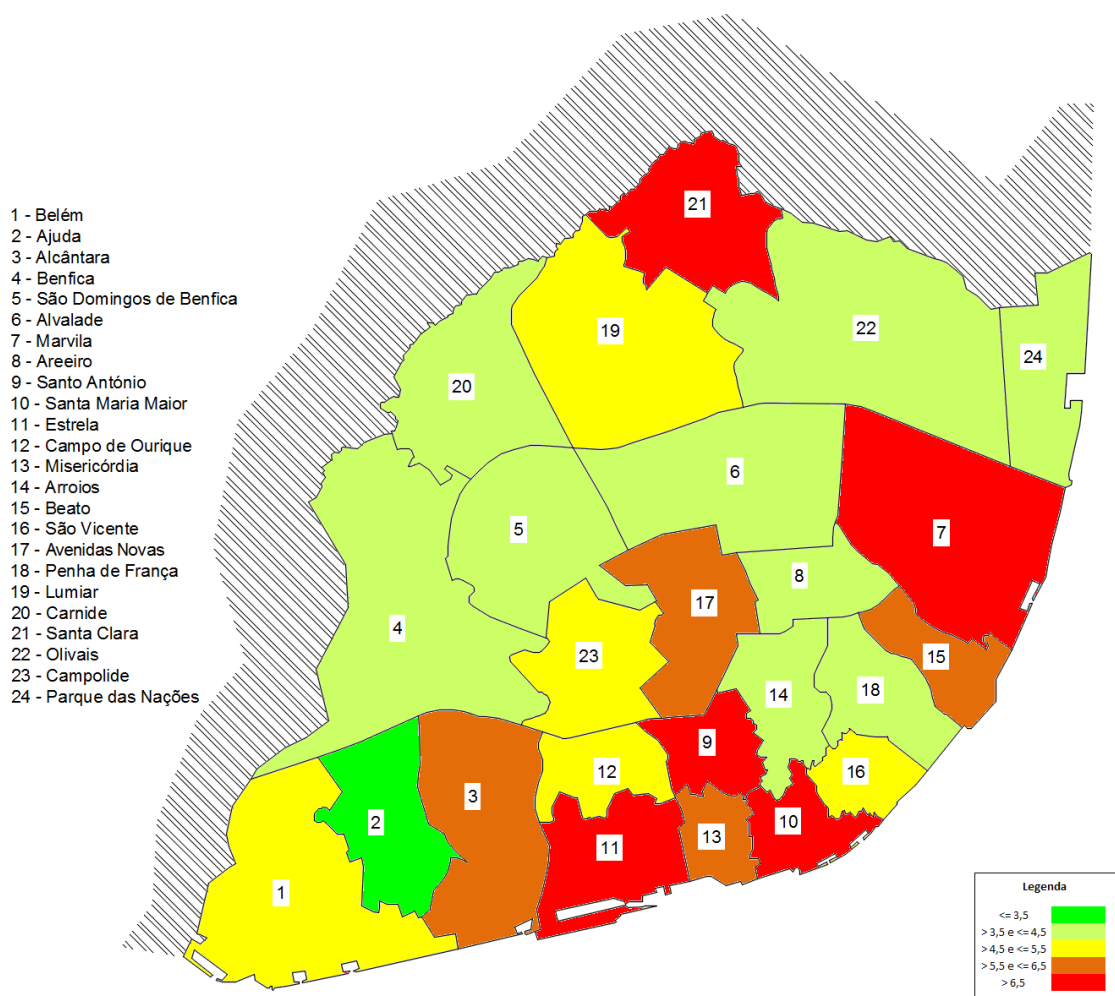 1 - Belém
2 - Ajuda
3 - Alcântara
4 - Benfica
5 - São Domingos de Benfica
6 - Alvalade
7 - Marvila
8 - Areeiro
9 - Santo António
10 - Santa Maria Maior
11 - Estrela
12 - Campo de Ourique
13 - Misericórdia
14 - Arroios
15 - Beato
16 - São Vicente
17 - Avenidas Novas
18 - Penha de França
19 - Lumiar
20 - Carnide
21 - Santa Clara
22 - Olivais
23 - Campolide
24 - Parque das Nações
21
19
22
24
20
6
7
5
8
17
4
23
15
14
18
9
12
16
3
2
10
13
11
1
Legenda
<= 3,5
> 3,5 e <= 4,5
> 4,5 e <= 5,5
> 5,5 e <= 6,5
> 6,5